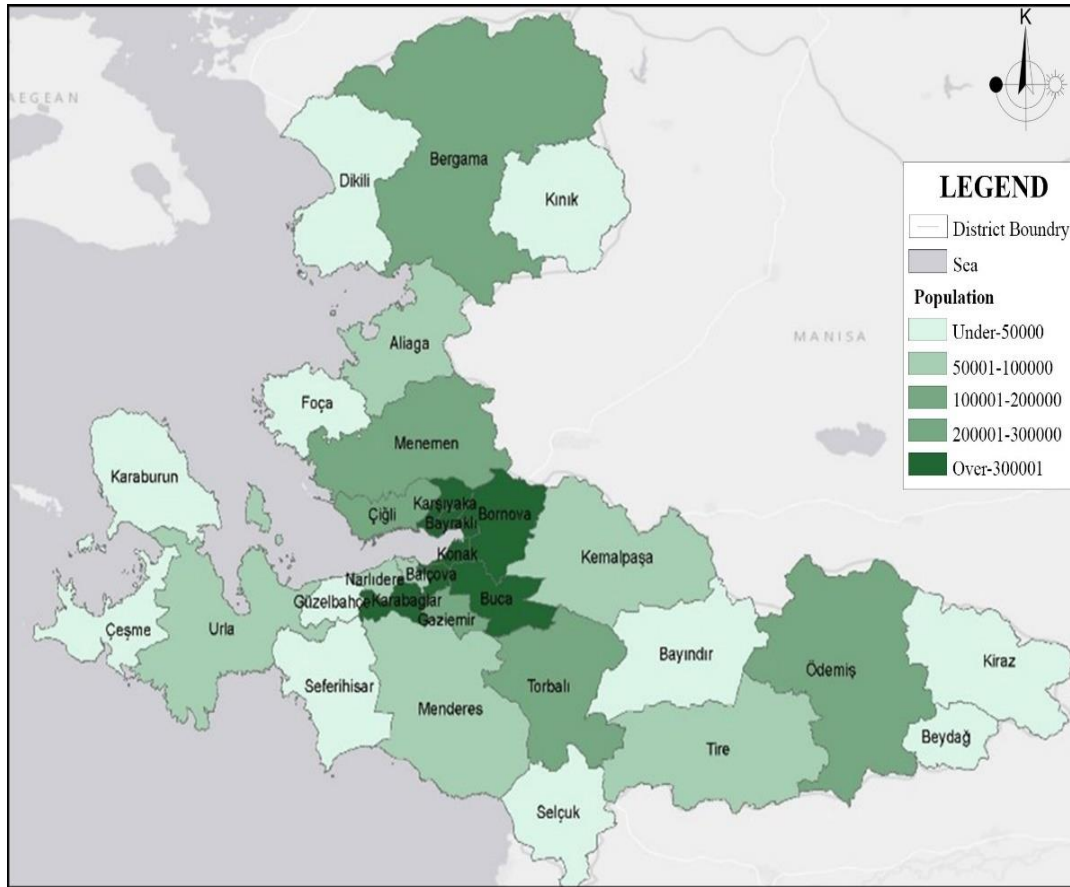 K
AEGEAN
Bergama
Dikili
Kınık
LEGEND
District Boundry
Sea
Population
Under-50000
50001-100000
100001-200000
200001-300000
Over-300001
MANISA
Aliaga
Foça
Menemen
Karaburun
Çiğli
Karşıyaka
Bornova
Bayraklı
Konak
Kemalpaşa
Narlıdere
Balçova
Güzelbahçe
Karabağlar
Buca
Gaziemir
Çeşme
Urla
Bayındır
Ödemiş
Kiraz
Seferihisar
Torbalı
Menderes
Tire
Beydağ
Selçuk